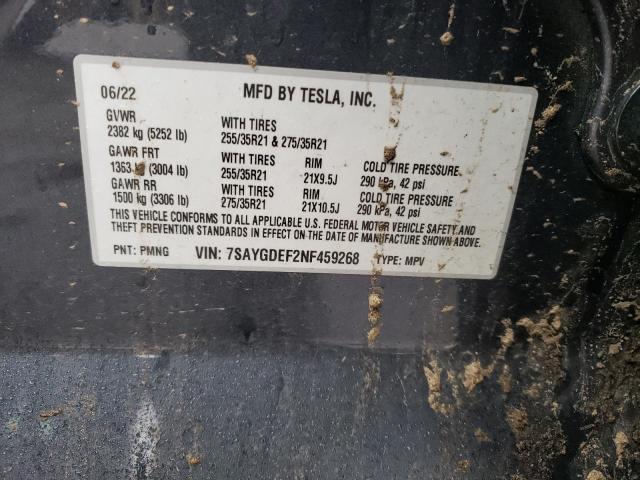 06/22 MFD BY TESLA, INC.
GVWR WITH TIRES
2382 kg (5252 lb) 255/35R21 & 275/35R21
GAWR FRT WITH TIRES RIM COLD TIRE PRESSURE
1363 kg (3004 lb) 255/35R21 21X9.5J 290 kPa, 42 psi
GAWR RR WITH TIRES RIM COLD TIRE PRESSURE
1500 kg (3306 lb) 275/35R21 21X10.5J 290 kPa, 42 psi
THIS VEHICLE CONFORMS TO ALL APPLICABLE U.S. FEDERAL MOTOR VEHICLE SAFETY AND
THEFT PREVENTION STANDARDS IN EFFECT ON THE DATE OF MANUFACTURE SHOWN ABOVE.
PNT: PMNG VIN: 7SAYGDEF2NF459268 TYPE: MPV